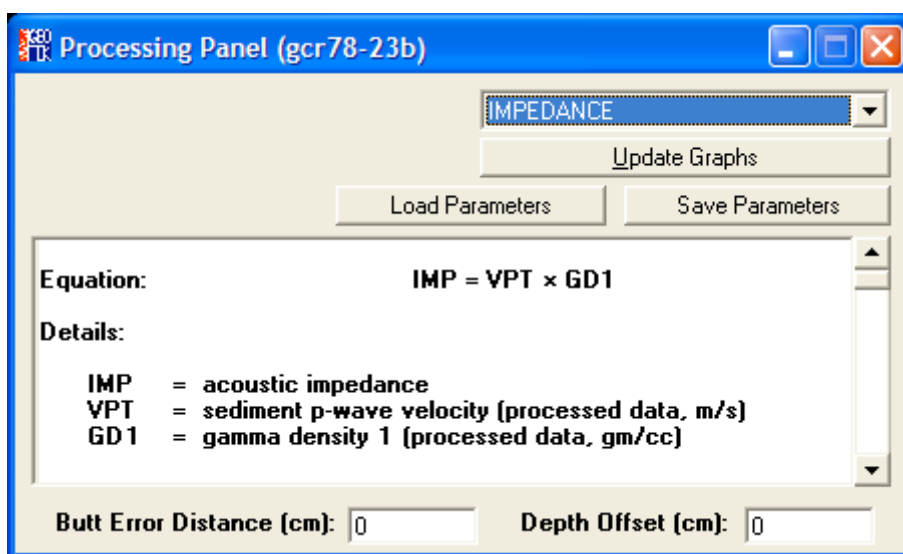 Processing Panel (gcr78-23b)
IMPEDANCE
Update Graphs
Load Parameters Save Parameters
Equation: IMP = VPT × GD1
Details:
IMP = acoustic impedance
VPT = sediment p-wave velocity (processed data, m/s)
GD1 = gamma density 1 (processed data, gm/cc)
Butt Error Distance (cm): 0 Depth Offset (cm): 0